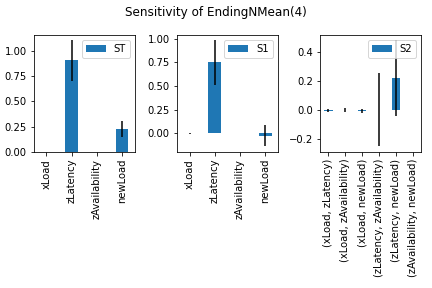 Sensitivity of EndingNMean(4)
ST
1.00
0.75
0.50
0.25
0.00
xLoad
zLatency
zAvailability
newLoad
S1
1.00
0.75
0.50
0.25
0.00
xLoad
zLatency
zAvailability
newLoad
S2
0.4
0.2
0.0
−0.2
(xLoad, zLatency)
(xLoad, zAvailability)
(xLoad, newLoad)
(zLatency, zAvailability)
(zLatency, newLoad)
(zAvailability, newLoad)